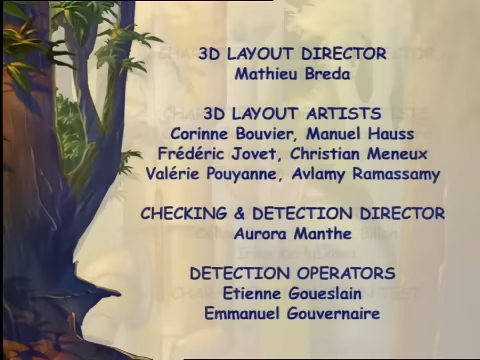 3D LAYOUT DIRECTOR
Mathieu Breda
3D LAYOUT ARTISTS
Corinne Bouvier, Manuel Hauss
Frédéric Jovet, Christian Meneux
Valérie Pouyanne, Avlamy Ramassamy
CHECKING & DETECTION DIRECTOR
Aurora Manthe
DETECTION OPERATORS
Etienne Goueslain
Emmanuel Gouvernaire